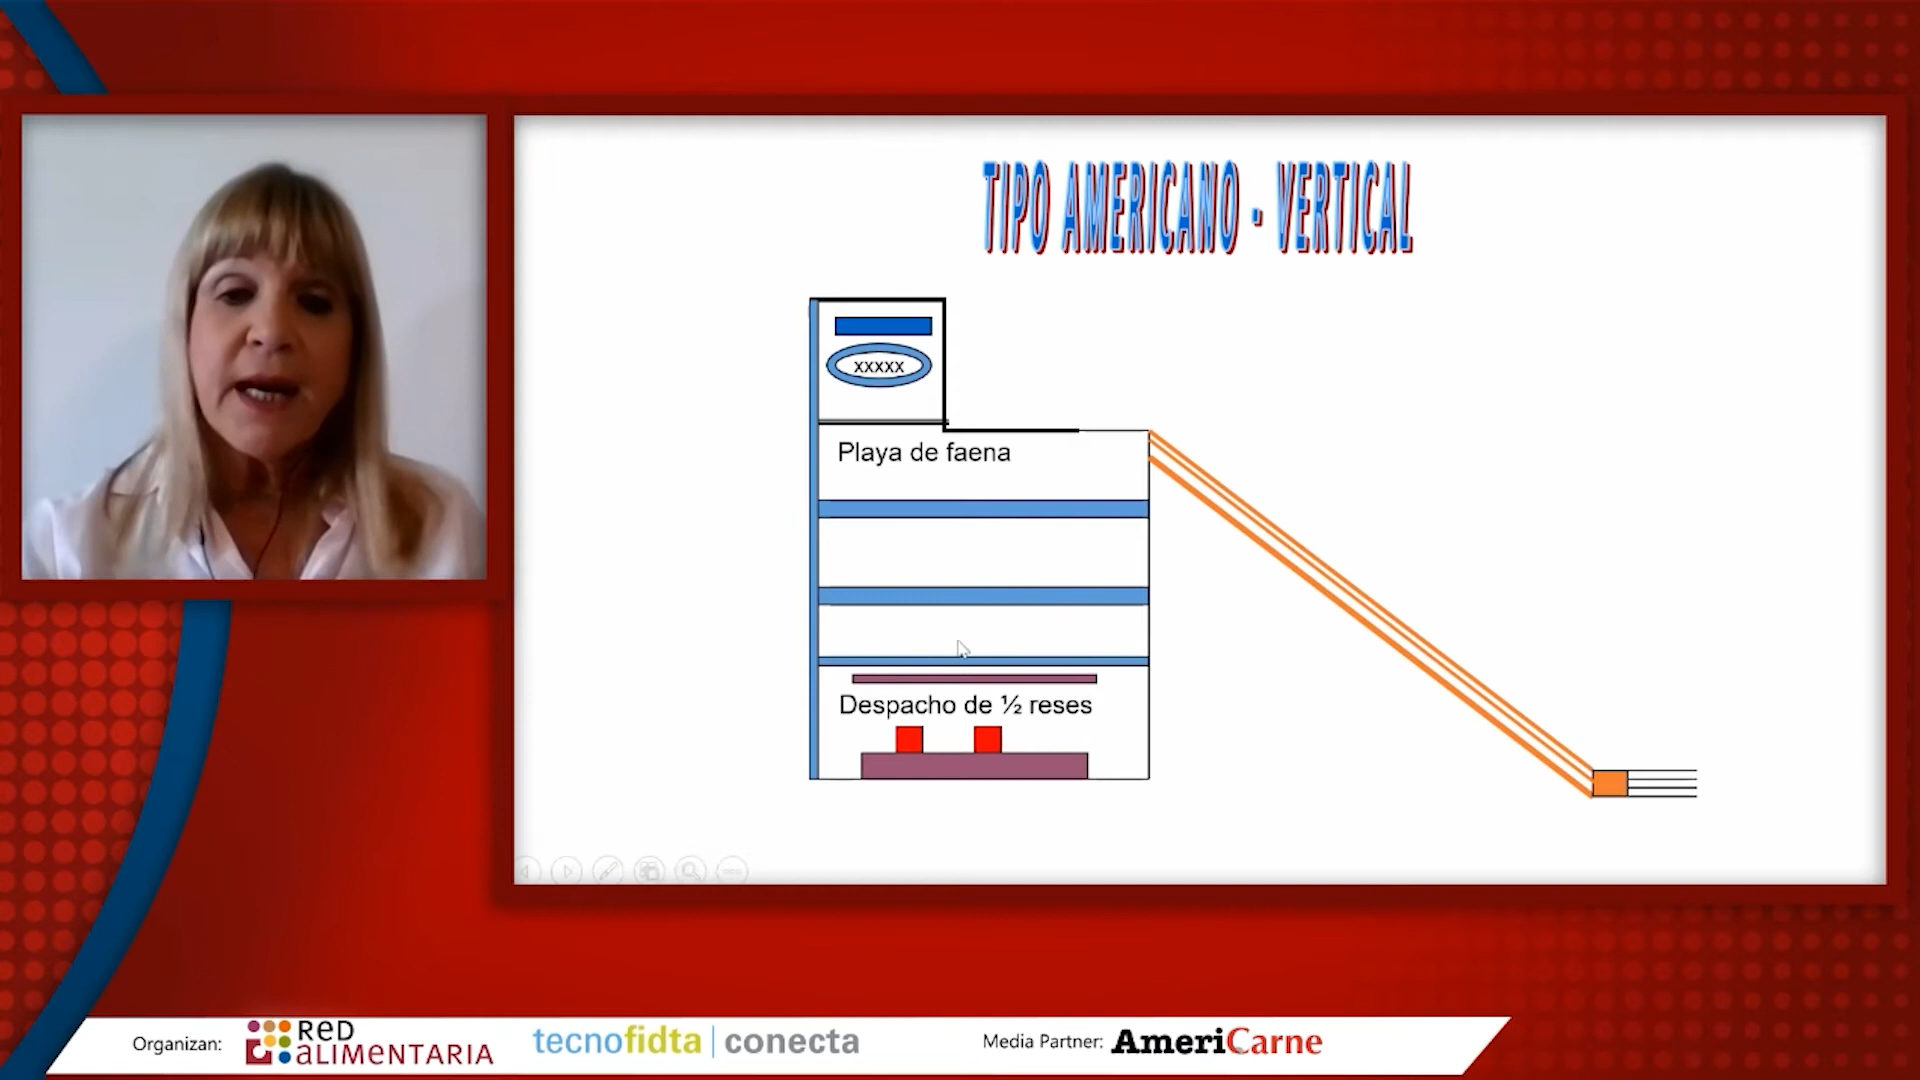 TIPO AMERICANO - VERTICAL
XXXXX
Playa de faena
Despacho de ½ reses
Organizan:
RED
ALIMENTARIA
tecnofidta | conecta
Media Partner: AmeriCarne